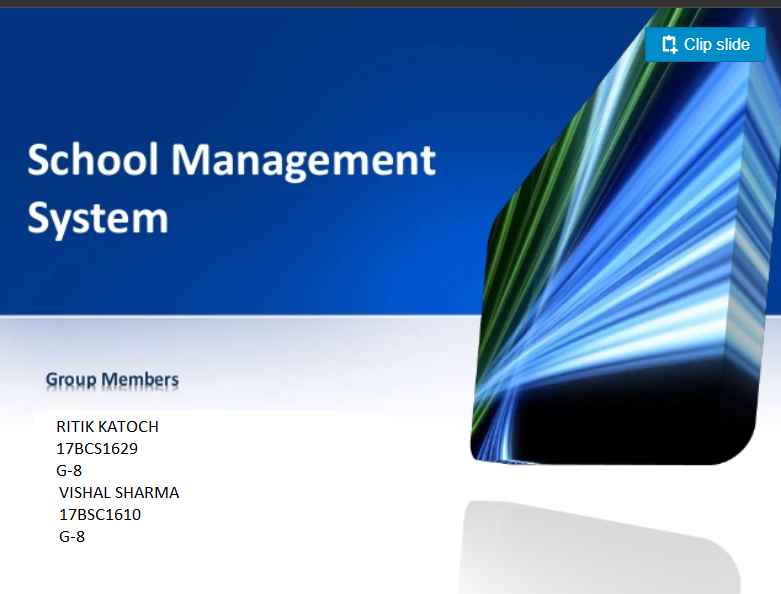 Clip slide
School Management
System
Group Members
RITIK KATOCH
17BCS1629
G-8
VISHAL SHARMA
17BSC1610
G-8